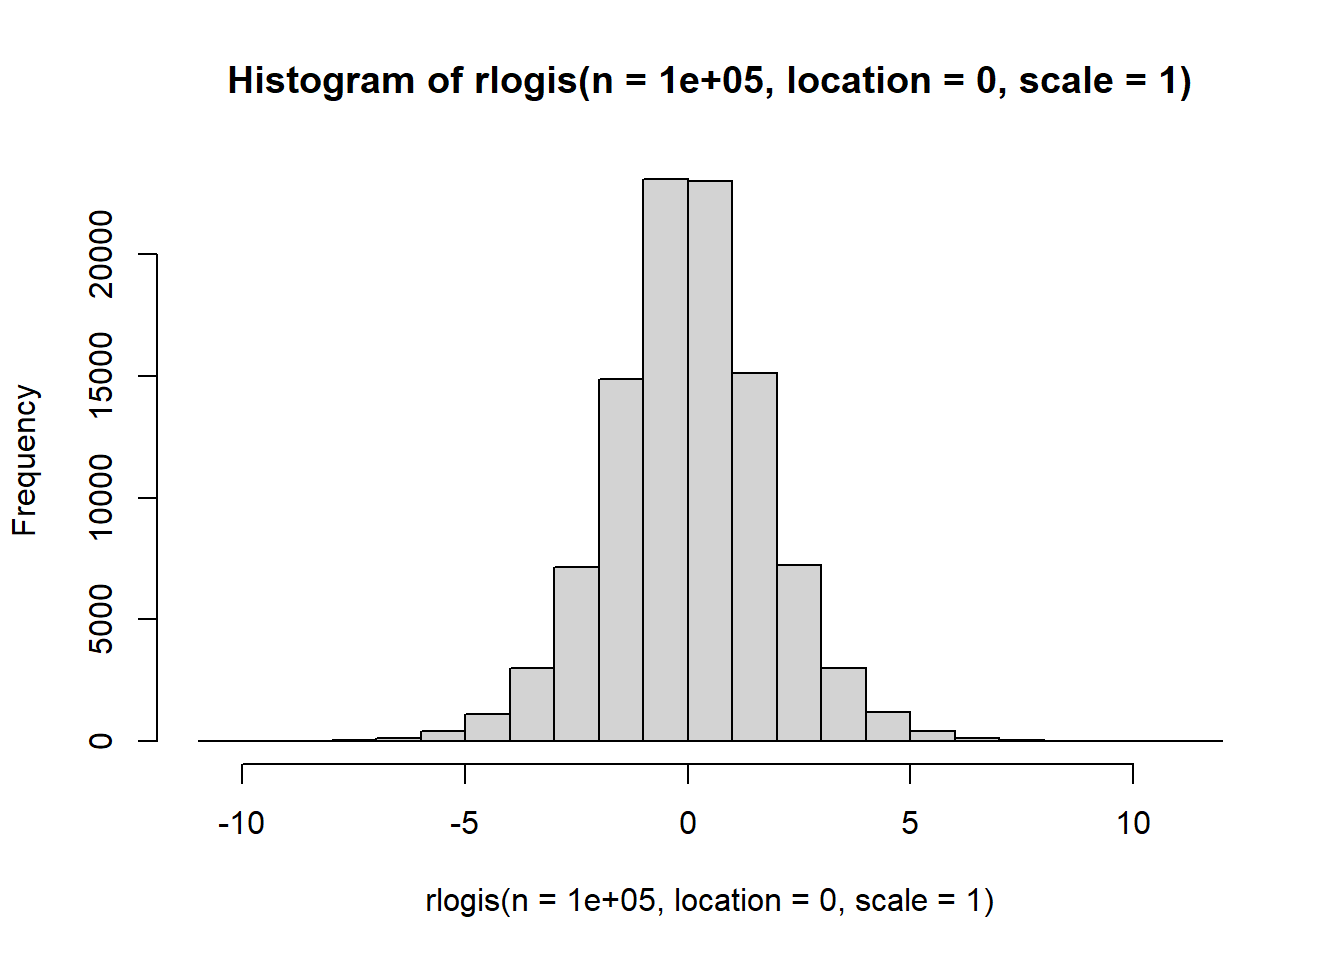 Histogram of rlogis(n = 1e+05, location = 0, scale = 1)
Frequency
20000
15000
10000
5000
0
-10 -5 0 5 10
rlogis(n = 1e+05, location = 0, scale = 1)